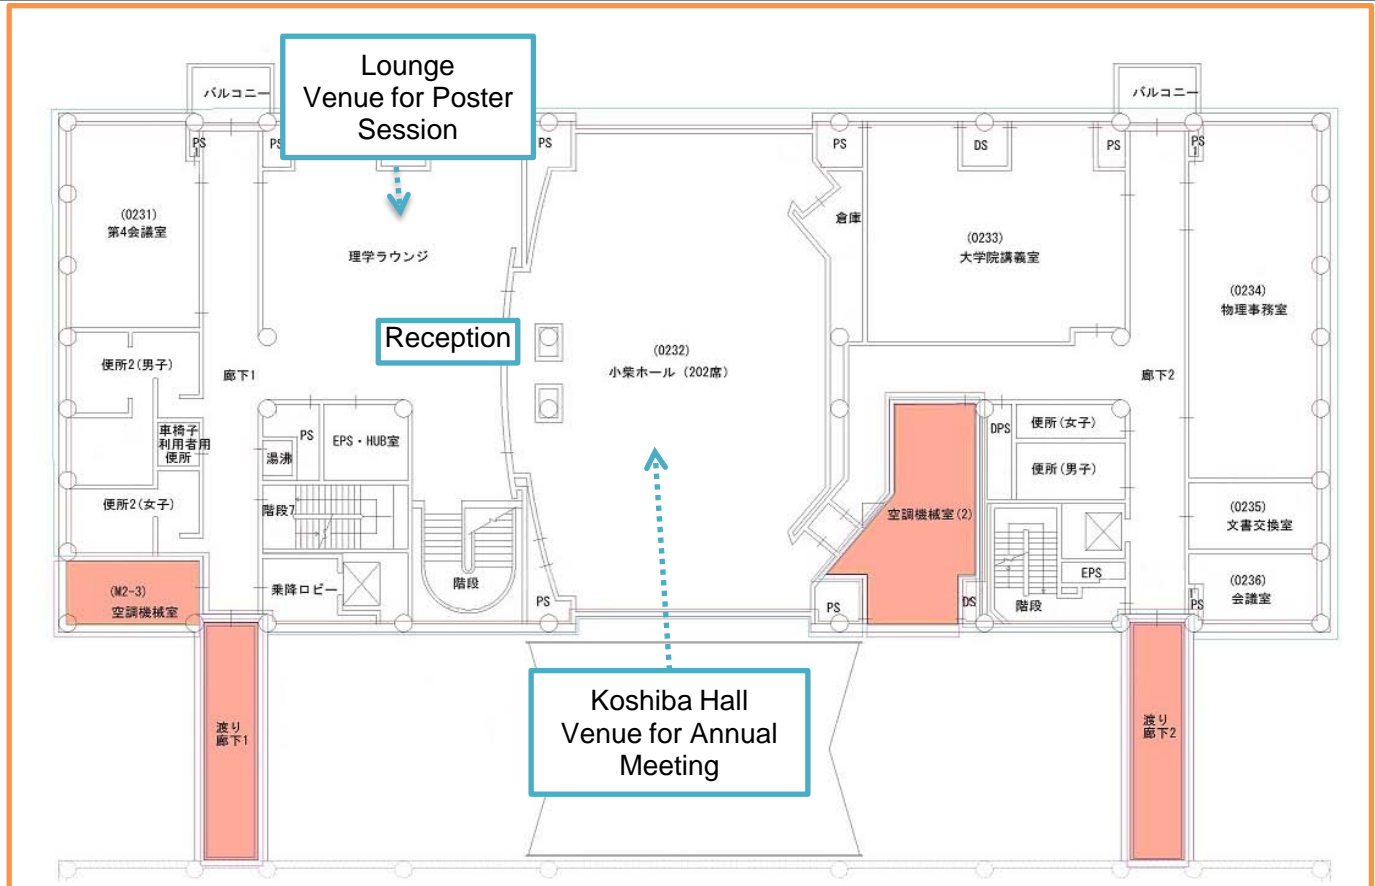 Lounge
Venue for Poster
Session
バルコニー
バルコニー
PS
PS
PS
PS
DS
PS
PS
(0231)
第4会議室
理学ラウンジ
倉庫
(0233)
大学院講義室
(0234)
物理事務室
Reception
(0232)
小柴ホール (202席)
便所2(男子)
廊下1
廊下2
車椅子
利用者用
便所
PS
EPS・HUB室
湯沸
DPS
便所(女子)
便所(男子)
便所2(女子)
階段7
空調機械室(2)
(0235)
文書交換室
(M2-3)
空調機械室
乗降ロビー
階段
PS
PS
DS
階段
EPS
(0236)
会議室
PS
渡り
廊下1
Koshiba Hall
Venue for Annual
Meeting
渡り
廊下2